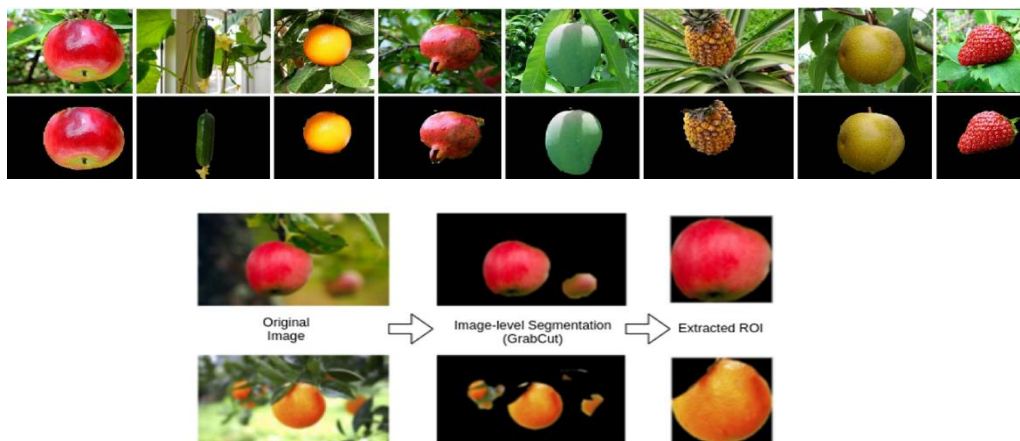 Original
Image
Image-level Segmentation
(GrabCut)
Extracted ROI